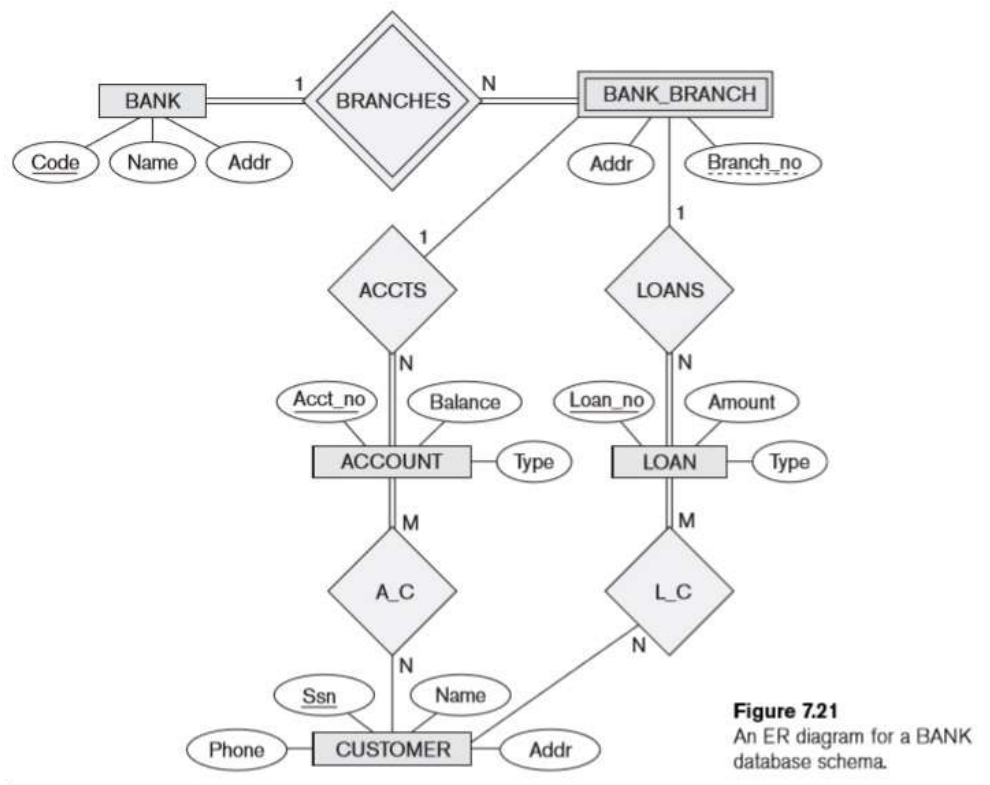 1
N
BANK
BRANCHES
BANK_BRANCH
Code
Name
Addr
Addr
Branch_no
1
1
ACCTS
LOANS
N
N
Acct_no
Balance
Loan_no
Amount
ACCOUNT
Type
LOAN
Type
M
M
A_C
L_C
N
N
Ssn
Name
Phone
CUSTOMER
Addr
Figure 7.21
An ER diagram for a BANK
database schema.